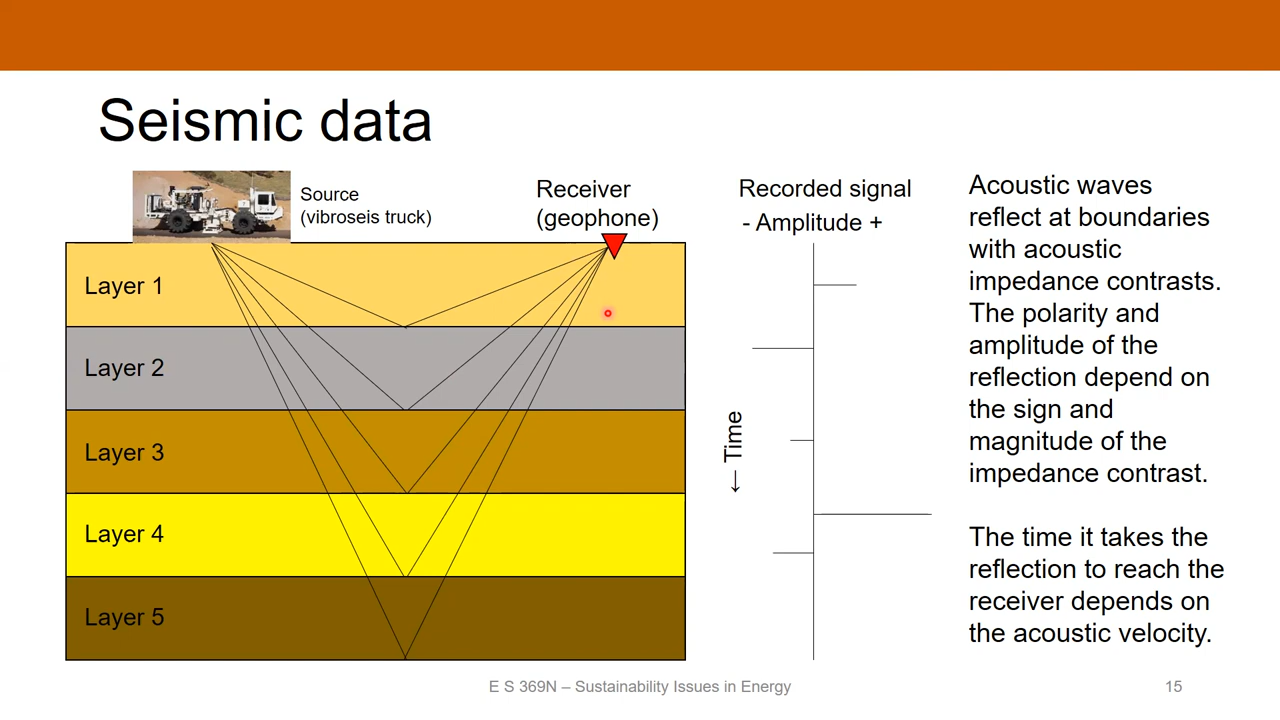 Seismic data
Source
(vibroseis truck)
Receiver
(geophone)
Layer 1
Layer 2
Layer 3
Layer 4
Layer 5
Recorded signal
- Amplitude +
← Time
Acoustic waves
reflect at boundaries
with acoustic
impedance contrasts.
The polarity and
amplitude of the
reflection depend on
the sign and
magnitude of the
impedance contrast.
The time it takes the
reflection to reach the
receiver depends on
the acoustic velocity.
E S 369N – Sustainability Issues in Energy
15